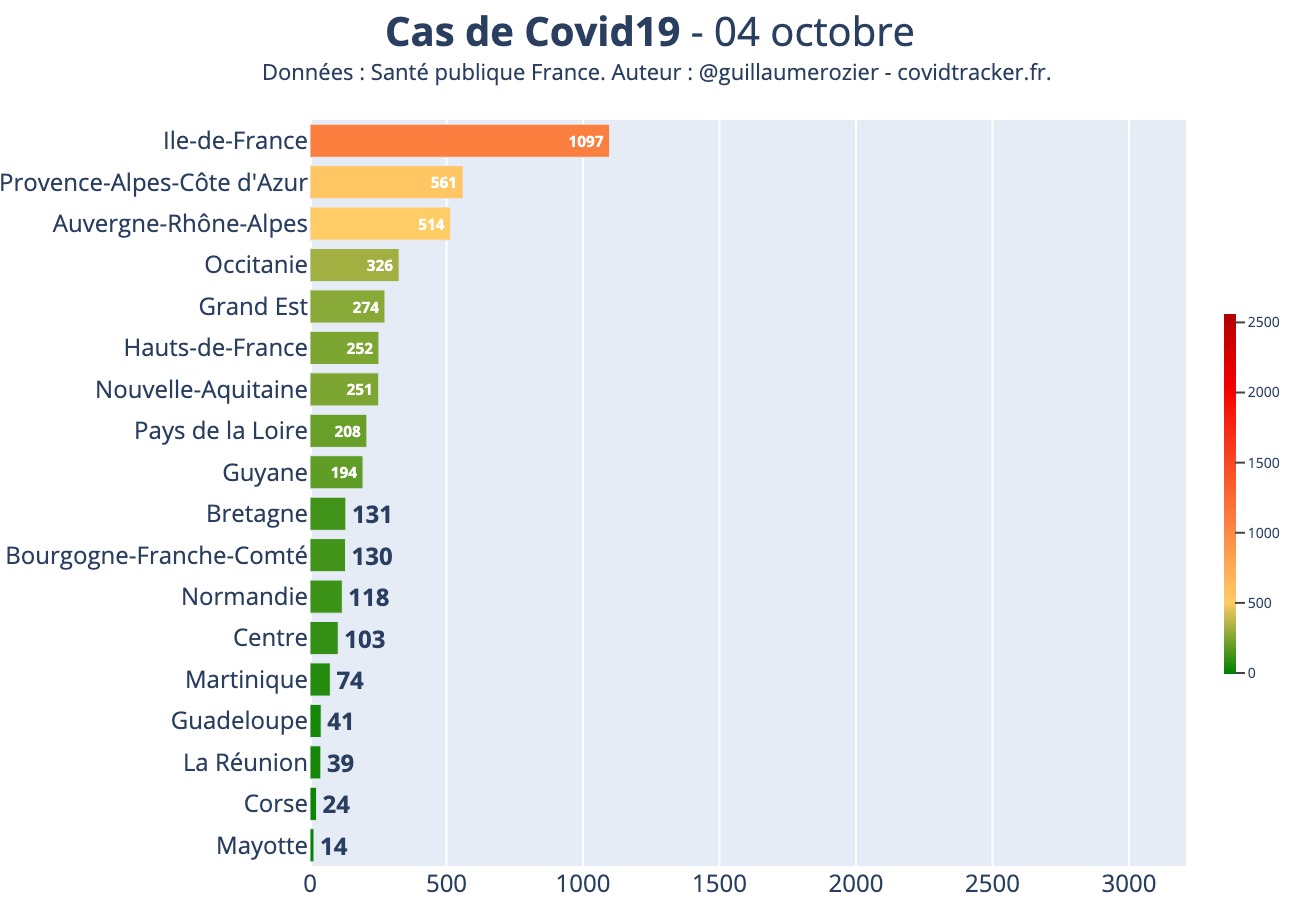 Cas de Covid19 - 04 octobre
Données : Santé publique France. Auteur : @guillaumerozier - covidtracker.fr.
Ile-de-France 1097
Provence-Alpes-Côte d'Azur 561
Auvergne-Rhône-Alpes 514
Occitanie 326
Grand Est 274
Hauts-de-France 252
Nouvelle-Aquitaine 251
Pays de la Loire 208
Guyane 194
Bretagne 131
Bourgogne-Franche-Comté 130
Normandie 118
Centre 103
Martinique 74
Guadeloupe 41
La Réunion 39
Corse 24
Mayotte 14
0 500 1000 1500 2000 2500 3000
2500
2000
1500
1000
500
0